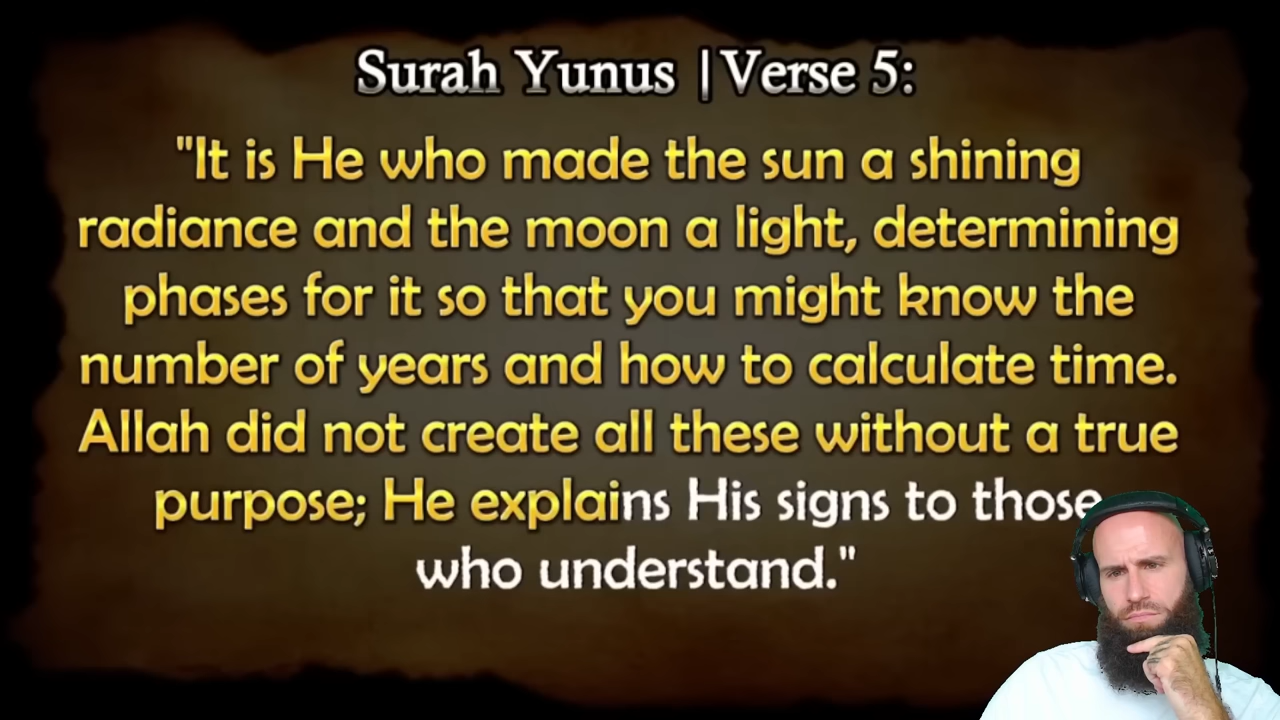 Surah Yunus | Verse 5:
"It is He who made the sun a shining
radiance and the moon a light, determining
phases for it so that you might know the
number of years and how to calculate time.
Allah did not create all these without a true
purpose; He explains His signs to those
who understand."